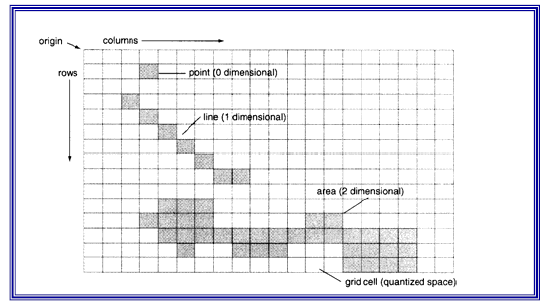 origin
columns
rows
point (0 dimensional)
line (1 dimensional)
area (2 dimensional)
grid cell (quantized space)